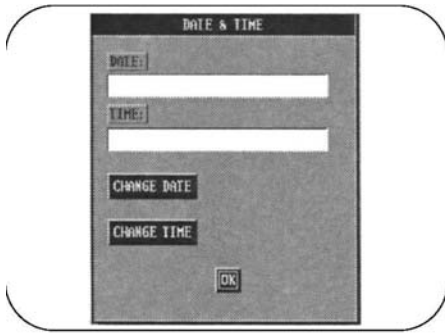 DATE & TIME
DATE:
TIME:
CHANGE DATE
CHANGE TIME
OK